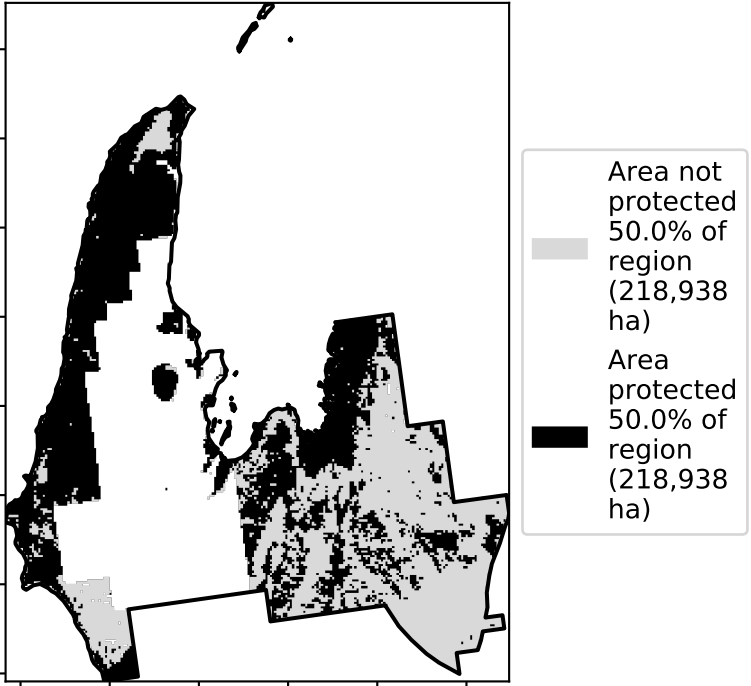 Area not
protected
50.0% of
region
(218,938
ha)
Area
protected
50.0% of
region
(218,938
ha)